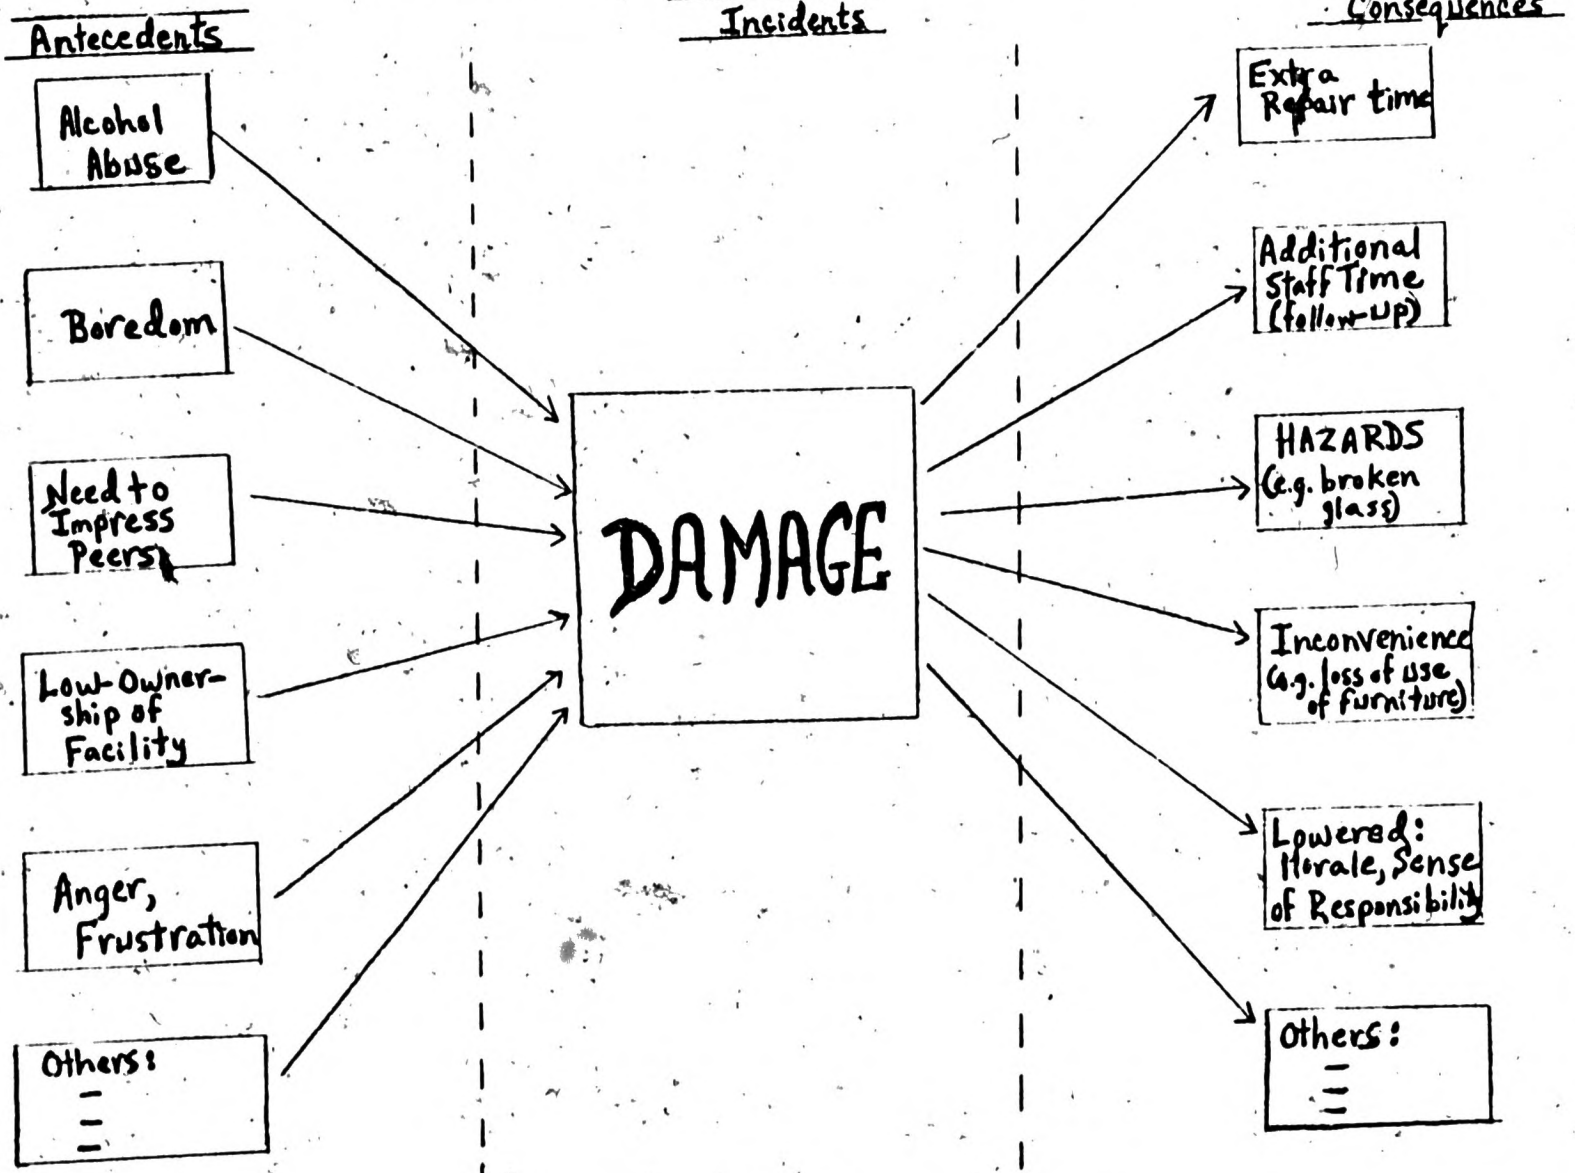 Antecedents
Incidents
Consequences
Alcohol
Abuse
Boredom
Need to
Impress
Peers
Low-Owner-
ship of
Facility
Anger,
Frustration
Others:
–
–
–
DAMAGE
Extra
Repair time
Additional
Staff Time
(follow-up)
HAZARDS
(e.g. broken
glass)
Inconvenience
(e.g. loss of use
of furniture)
Lowered:
Morale, Sense
of Responsibility
Others:
–
–
–